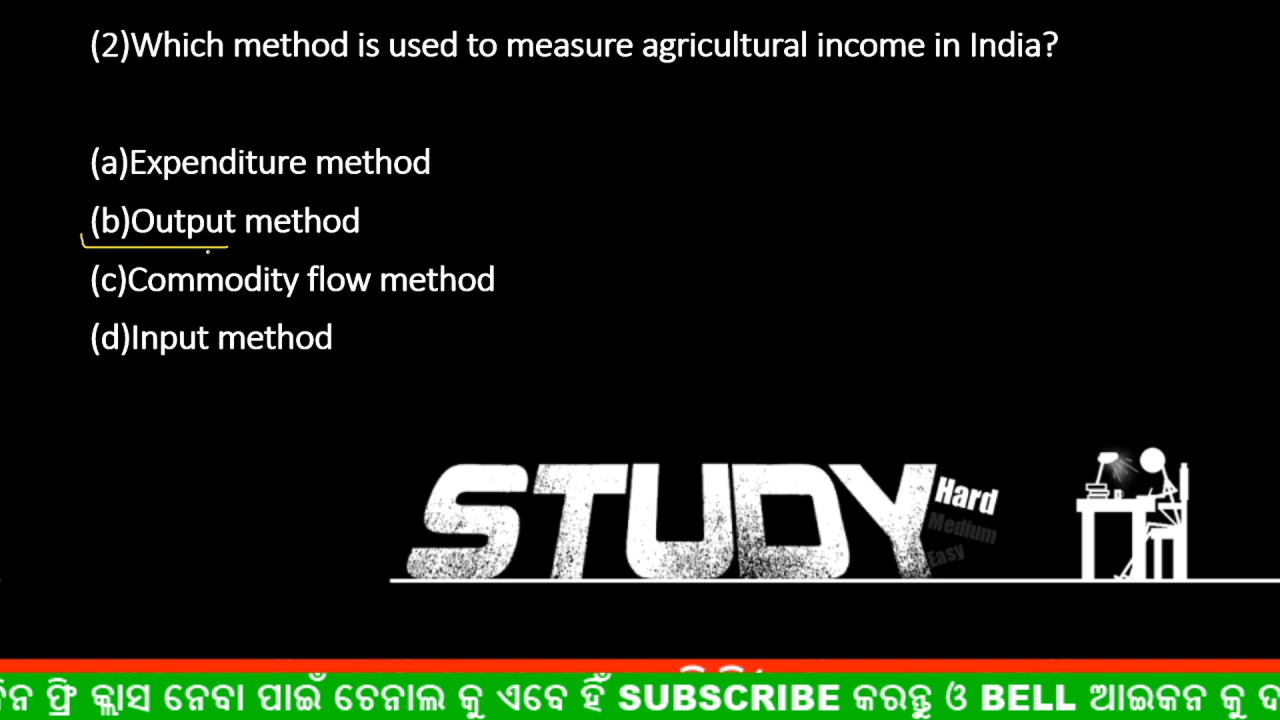 (2)Which method is used to measure agricultural income in India?
(a)Expenditure method
(b)Output method
(c)Commodity flow method
(d)Input method
STUDY Hard
Medium
Easy
ଫ୍ରି କ୍ଲାସ ନେବା ପାଇଁ ଚେନାଲ କୁ ଏବେ ହିଁ SUBSCRIBE କରନ୍ତୁ ଓ BELL ଆଇକନ କୁ